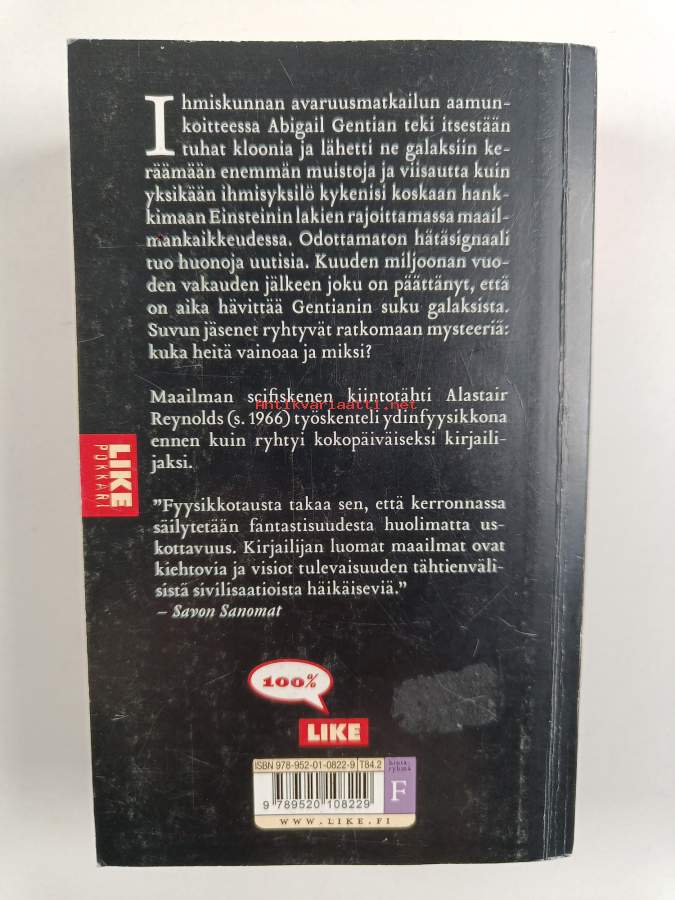 Ihmiskunnan avaruusmatkailun aamun-
koitteessa Abigail Gentian teki itsestään
tuhat kloonia ja lähetti ne galaksiin ke-
räämään enemmän muistoja ja viisautta kuin
yksikään ihmisyksilö kykenisi koskaan hank-
kimaan Einsteinin lakien rajoittamassa maail-
mankaikkeudessa. Odottamaton hätäsignaali
tuo huonoja uutisia. Kuuden miljoonan vuo-
den vakauden jälkeen joku on päättänyt, että
on aika hävittää Gentianin suku galaksista.
Suvun jäsenet ryhtyvät ratkomaan mysteeriä:
kuka heitä vainoaa ja miksi?
Maailman scifiskenen kiintotähti Alastair
Antikvariaatti.net
Reynolds (s. 1966) työskenteli ydinfyysikkona
ennen kuin ryhtyi kokopäiväiseksi kirjaili-
jaksi.
LIKE
POKKARI
"Fyysikkotausta takaa sen, että kerronnassa
säilytetään fantastisuudesta huolimatta us-
kottavuus. Kirjailijan luomat maailmat ovat
kiehtovia ja visiot tulevaisuuden tähtienväli-
sistä sivilisaatioista häikäiseviä."
– Savon Sanomat
100%
LIKE
ISBN 978-952-01-0822-9 T84.2
hinta-
ryhmä
F
9 789520 108229
WWW.LIKE.FI